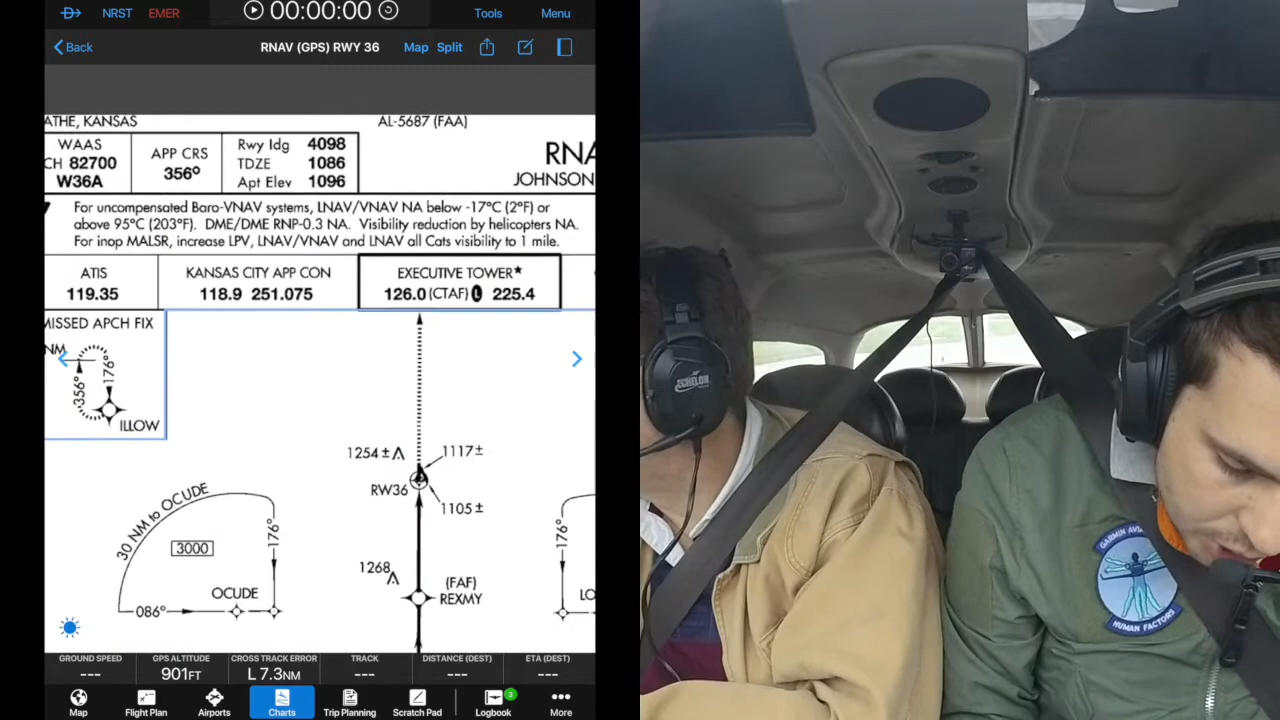 NRST EMER 00:00:00 Tools Menu
Back RNAV (GPS) RWY 36 Map Split
ATHE, KANSAS AL-5687 (FAA)
WAAS
CH 82700
W36A
APP CRS
356°
Rwy Idg 4098
TDZE 1086
Apt Elev 1096
RNA
JOHNSON
For uncompensated Baro-VNAV systems, LNAV/VNAV NA below -17°C (2°F) or
above 95°C (203°F). DME/DME RNP-0.3 NA. Visibility reduction by helicopters NA.
For inop MALSR, increase LPV, LNAV/VNAV and LNAV all Cats visibility to 1 mile.
ATIS
119.35
KANSAS CITY APP CON
118.9 251.075
EXECUTIVE TOWER*
126.0 (CTAF) L 225.4
MISSED APCH FIX
NM
356°
176°
ILLOW
1254 ±
1117 ±
RW36
1105 ±
30 NM to OCUDE
3000
176°
086°
OCUDE
1268
(FAF)
REXMY
176°
LO
GROUND SPEED GPS ALTITUDE CROSS TRACK ERROR TRACK DISTANCE (DEST) ETA (DEST)
--- 901FT L 7.3NM --- --- ---
Map Flight Plan Airports Charts Trip Planning Scratch Pad Logbook 3 More
ECHELON
GARMIN AVIA
HUMAN FACTORS